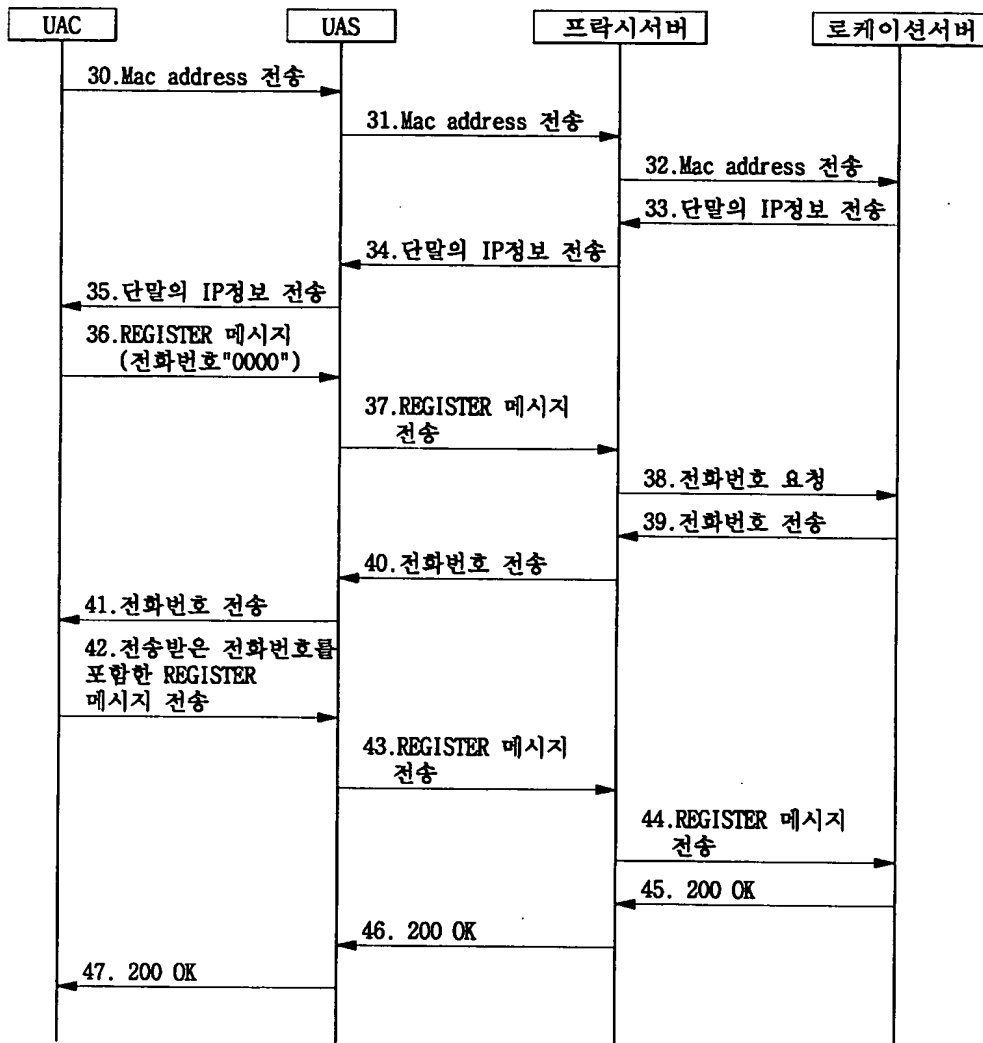 UAC
UAS
프락시서버
로케이션서버
30.Mac address 전송
31.Mac address 전송
32.Mac address 전송
33.단말의 IP정보 전송
34.단말의 IP정보 전송
35.단말의 IP정보 전송
36.REGISTER 메시지
(전화번호"0000")
37.REGISTER 메시지
전송
38.전화번호 요청
39.전화번호 전송
40.전화번호 전송
41.전화번호 전송
42.전송받은 전화번호를
포함한 REGISTER
메시지 전송
43.REGISTER 메시지
전송
44.REGISTER 메시지
전송
45. 200 OK
46. 200 OK
47. 200 OK